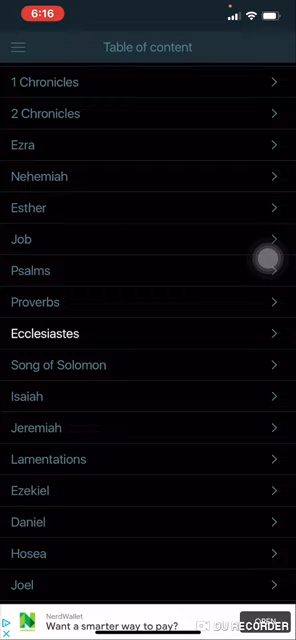 6:16
Table of content
1 Chronicles
2 Chronicles
Ezra
Nehemiah
Esther
Job
Psalms
Proverbs
Ecclesiastes
Song of Solomon
Isaiah
Jeremiah
Lamentations
Ezekiel
Daniel
Hosea
Joel
NerdWallet
Want a smarter way to pay?
OPEN
DU RECORDER